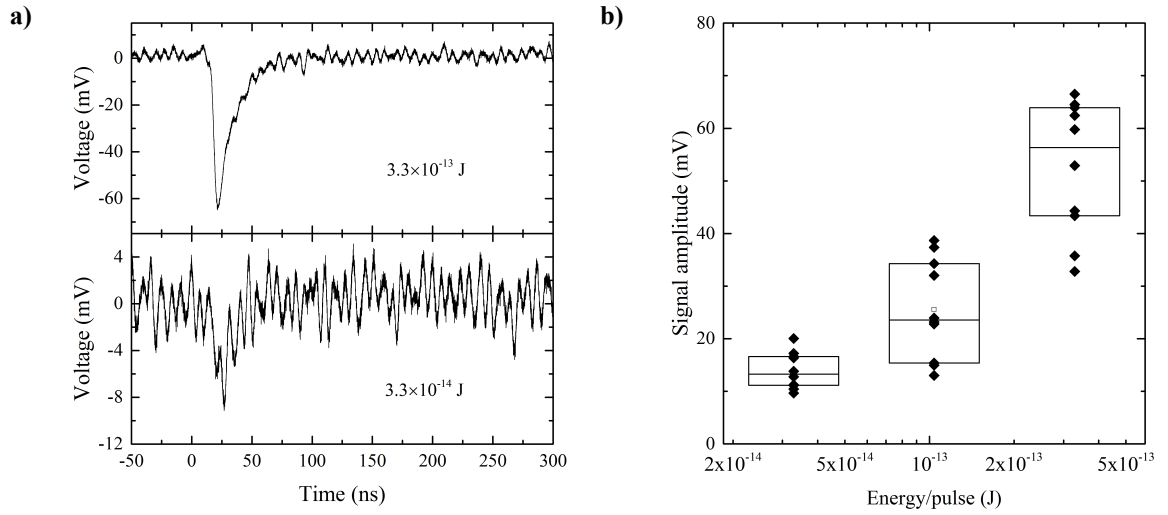 a)
0
-20
-40
-60
Voltage (mV)
3.3×10⁻¹³ J
4
0
-4
-8
-12
Voltage (mV)
3.3×10⁻¹⁴ J
-50 0 50 100 150 200 250 300
Time (ns)
b)
80
60
40
20
0
Signal amplitude (mV)
2x10⁻¹⁴ 5x10⁻¹⁴ 10⁻¹³ 2x10⁻¹³ 5x10⁻¹³
Energy/pulse (J)